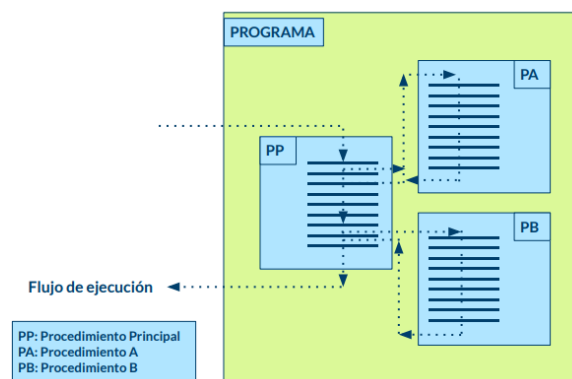 PROGRAMA
PA
PP
PB
Flujo de ejecución
PP: Procedimiento Principal
PA: Procedimiento A
PB: Procedimiento B